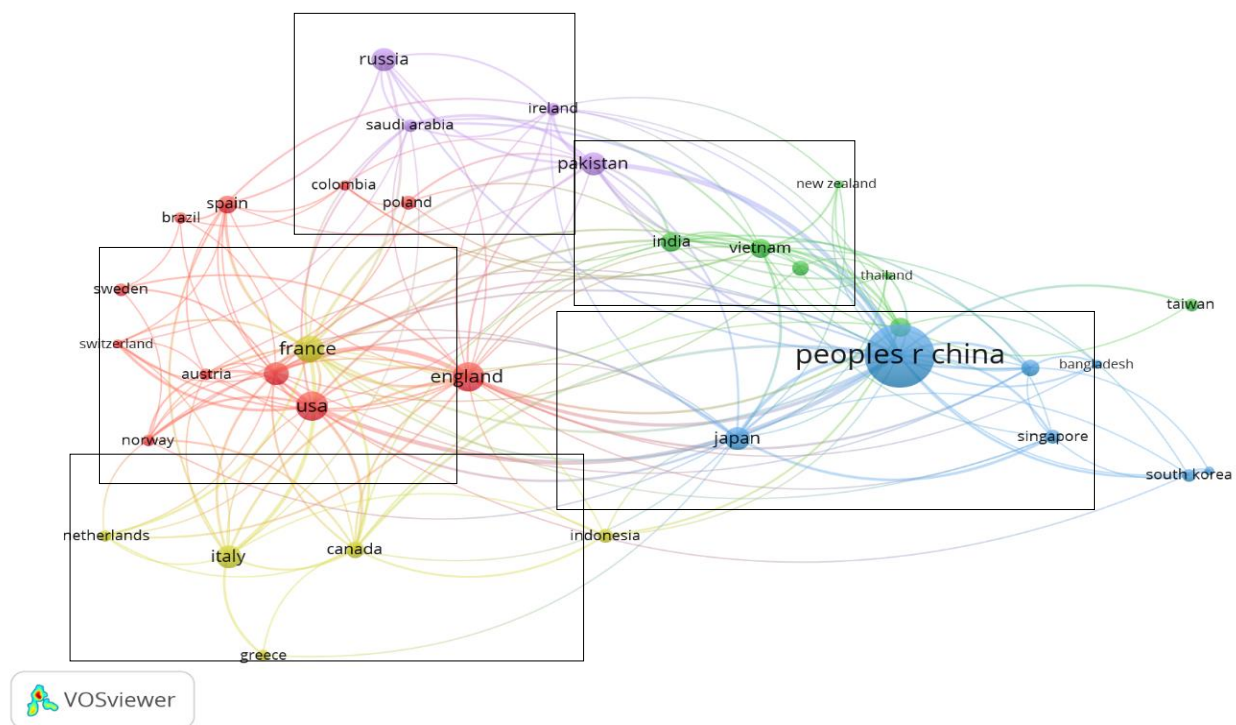 russia
ireland
saudi arabia
pakistan
colombia
new zealand
poland
spain
brazil
india
vietnam
thailand
sweden
taiwan
switzerland
france
peoples r china
bangladesh
austria
england
usa
norway
japan
singapore
south korea
netherlands
indonesia
italy
canada
greece
VOSviewer